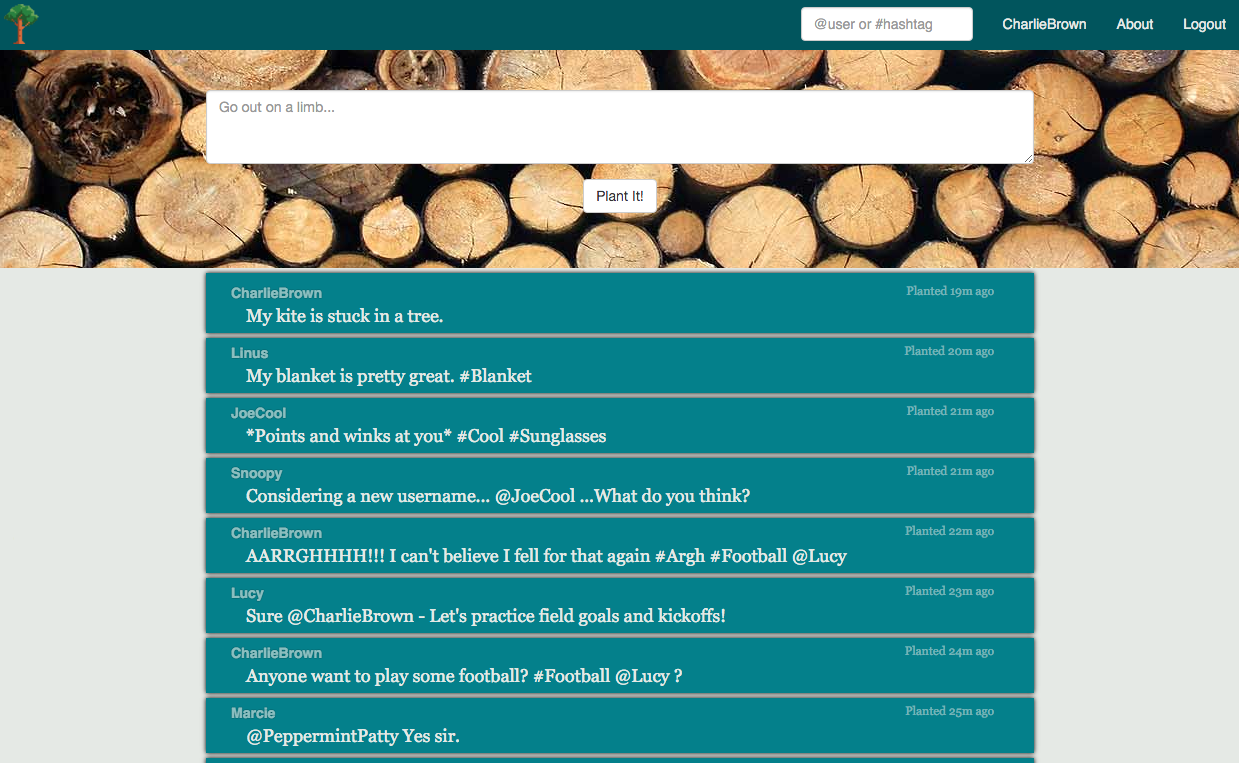 @user or #hashtag CharlieBrown About Logout
Go out on a limb...
Plant It!
CharlieBrown Planted 19m ago
My kite is stuck in a tree.
Linus Planted 20m ago
My blanket is pretty great. #Blanket
JoeCool Planted 21m ago
*Points and winks at you* #Cool #Sunglasses
Snoopy Planted 21m ago
Considering a new username... @JoeCool ...What do you think?
CharlieBrown Planted 22m ago
AARRGHHHH!!! I can't believe I fell for that again #Argh #Football @Lucy
Lucy Planted 23m ago
Sure @CharlieBrown - Let's practice field goals and kickoffs!
CharlieBrown Planted 24m ago
Anyone want to play some football? #Football @Lucy ?
Marcie Planted 25m ago
@PeppermintPatty Yes sir.